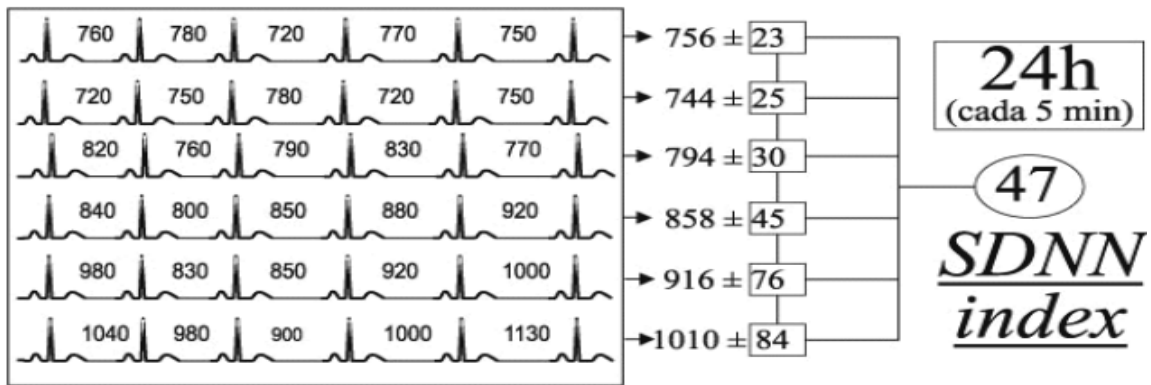 760 780 720 770 750 756 ± 23
720 750 780 720 750 744 ± 25
820 760 790 830 770 794 ± 30
840 800 850 880 920 858 ± 45
980 830 850 920 1000 916 ± 76
1040 980 900 1000 1130 1010 ± 84
24h
(cada 5 min)
47
SDNN
index